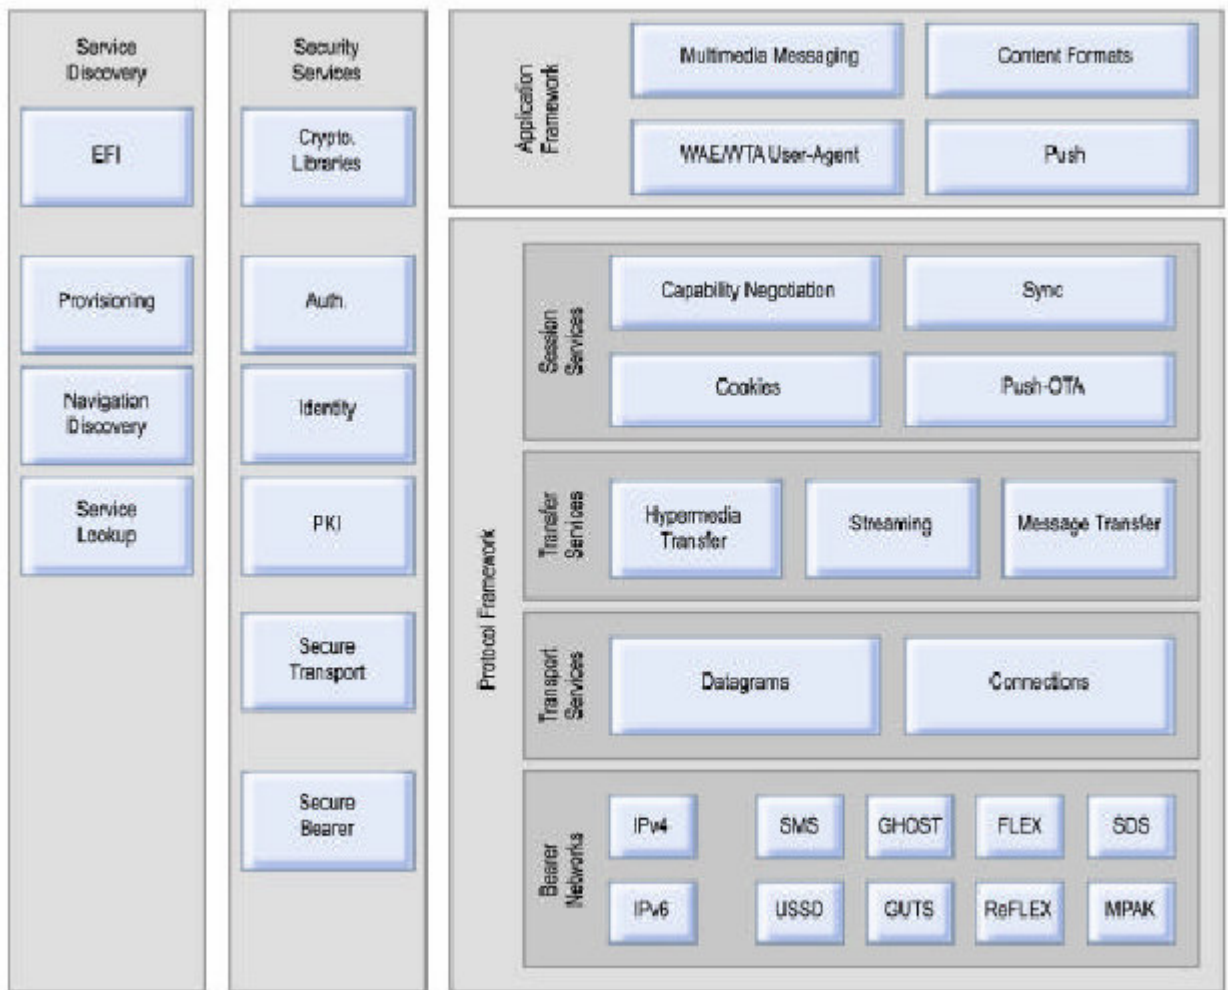 Service
Discovery
EFI
Provisioning
Navigation
Discovery
Service
Lookup
Security
Services
Crypto.
Libraries
Auth.
Identity
PKI
Secure
Transport
Secure
Bearer
Application
Framework
Multimedia Messaging
Content Formats
WAE/WTA User-Agent
Push
Protocol Framework
Session
Services
Capability Negotiation
Sync
Cookies
Push-OTA
Transfer
Services
Hypermedia
Transfer
Streaming
Message Transfer
Transport
Services
Datagrams
Connections
Bearer
Networks
IPv4
SMS
GHOST
FLEX
SDS
IPv6
USSD
GUTS
ReFLEX
MPAK